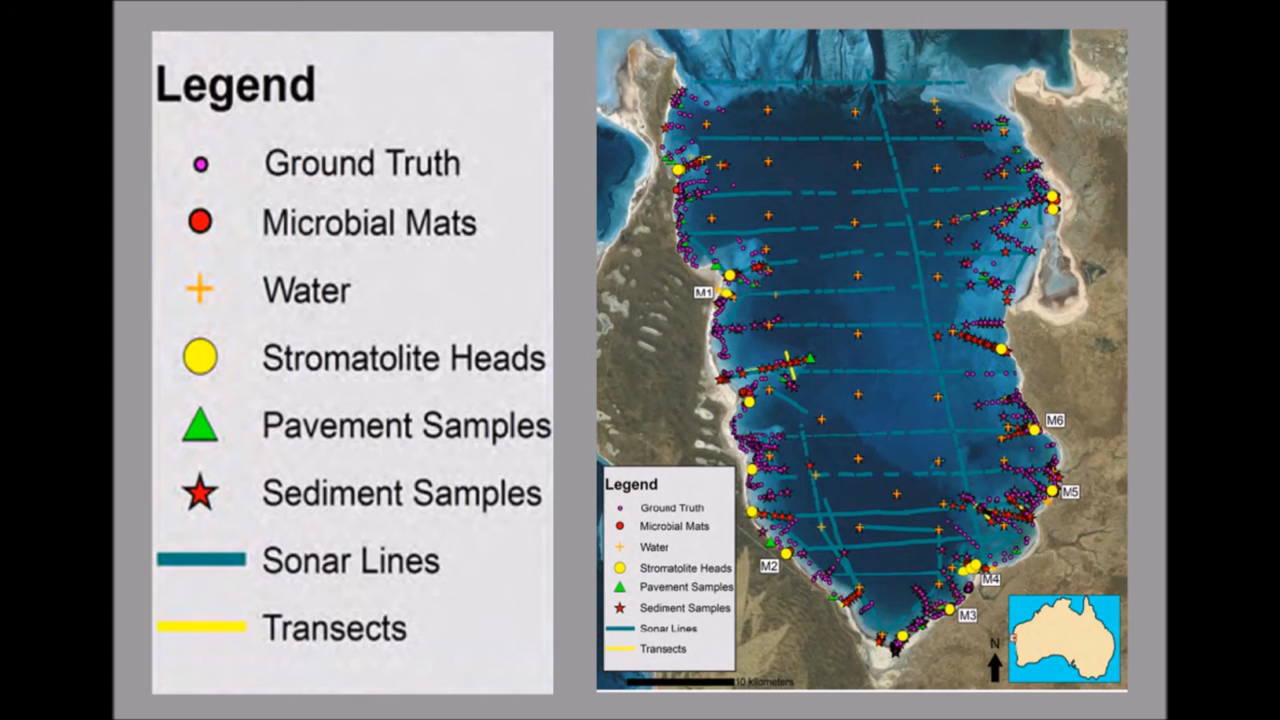 Legend
Ground Truth
Microbial Mats
Water
Stromatolite Heads
Pavement Samples
Sediment Samples
Sonar Lines
Transects
M1
M6
M5
M2
M4
M3
Legend
Ground Truth
Microbial Mats
Water
Stromatolite Heads
Pavement Samples
Sediment Samples
Sonar Lines
Transects
N
10 kilometers